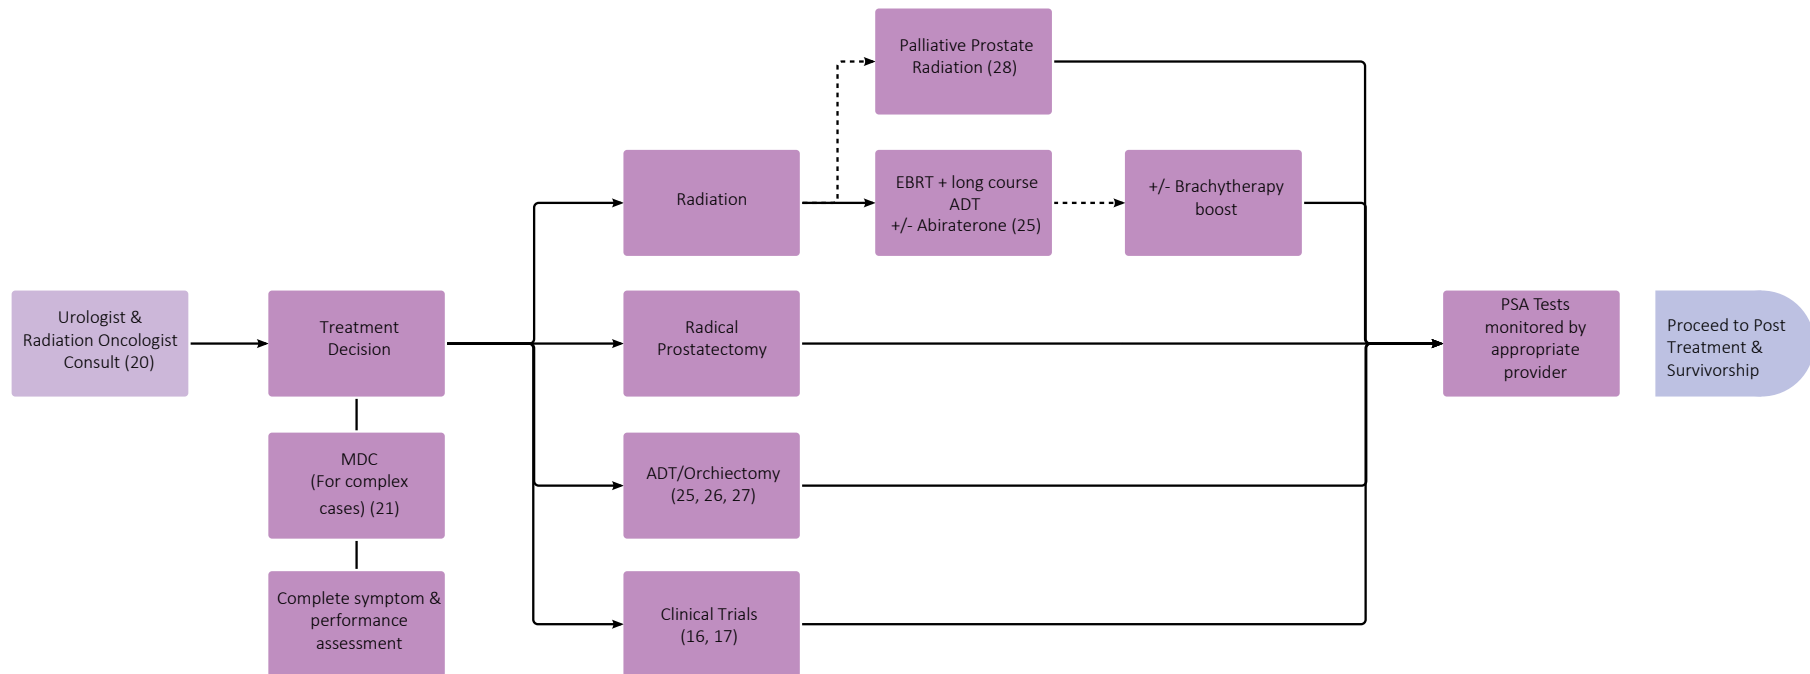 Palliative Prostate
Radiation (28)
Radiation
EBRT + long course
ADT
+/- Abiraterone (25)
+/- Brachytherapy
boost
Urologist &
Radiation Oncologist
Consult (20)
Treatment
Decision
Radical
Prostatectomy
PSA Tests
monitored by
appropriate
provider
Proceed to Post
Treatment &
Survivorship
MDC
(For complex
cases) (21)
ADT/Orchiectomy
(25, 26, 27)
Complete symptom &
performance
assessment
Clinical Trials
(16, 17)